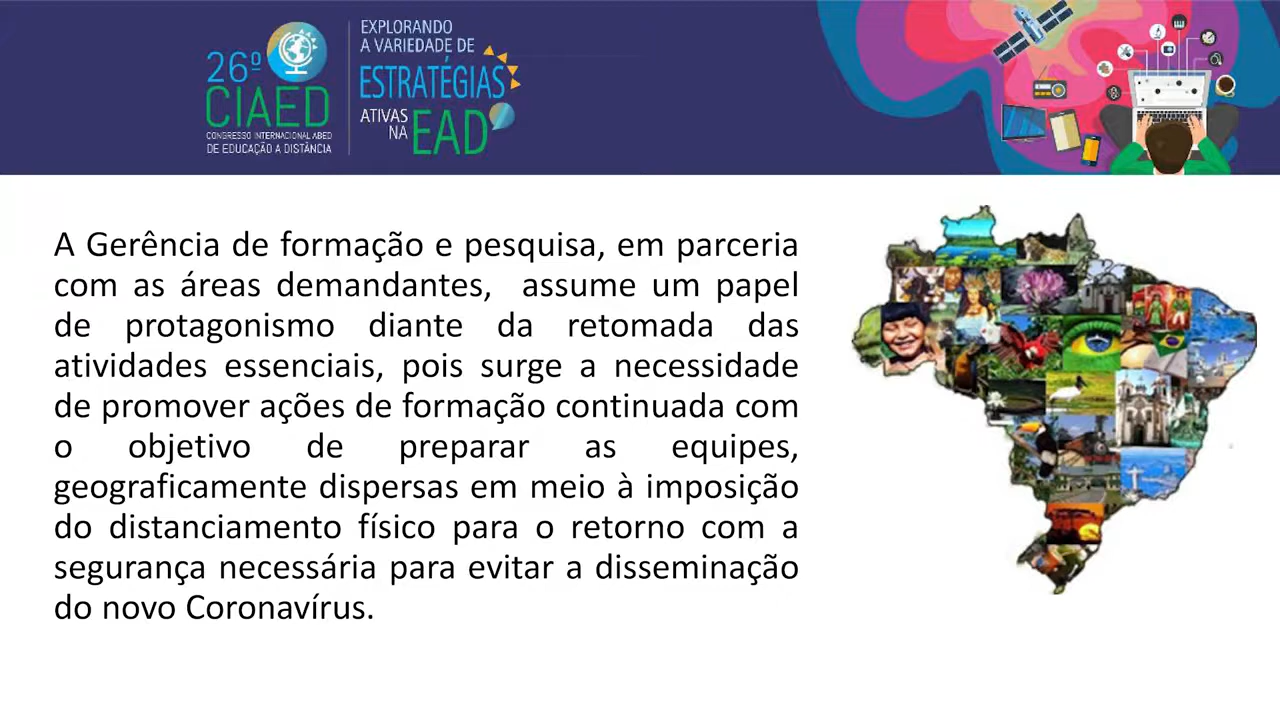 26º
CIAED
CONGRESSO INTERNACIONAL ABED
DE EDUCAÇÃO A DISTÂNCIA
EXPLORANDO
A VARIEDADE DE
ESTRATÉGIAS
ATIVAS
NA EAD
A Gerência de formação e pesquisa, em parceria
com as áreas demandantes, assume um papel
de protagonismo diante da retomada das
atividades essenciais, pois surge a necessidade
de promover ações de formação continuada com
o objetivo de preparar as equipes,
geograficamente dispersas em meio à imposição
do distanciamento físico para o retorno com a
segurança necessária para evitar a disseminação
do novo Coronavírus.